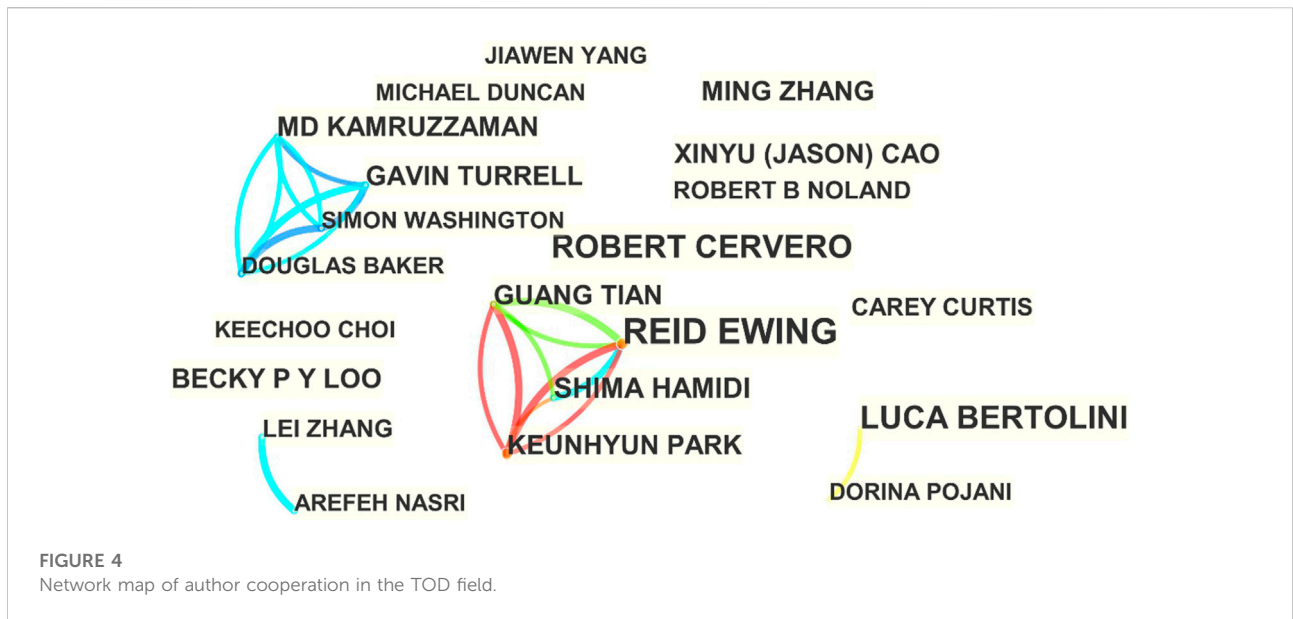 JIAWEN YANG
MICHAEL DUNCAN
MING ZHANG
MD KAMRUZZAMAN
XINYU (JASON) CAO
GAVIN TURRELL
ROBERT B NOLAND
SIMON WASHINGTON
ROBERT CERVERO
DOUGLAS BAKER
GUANG TIAN
CAREY CURTIS
KEECHOO CHOI
REID EWING
BECKY P Y LOO
SHIMA HAMIDI
LUCA BERTOLINI
LEI ZHANG
KEUNHYUN PARK
DORINA POJANI
AREFEH NASRI
FIGURE 4
Network map of author cooperation in the TOD field.